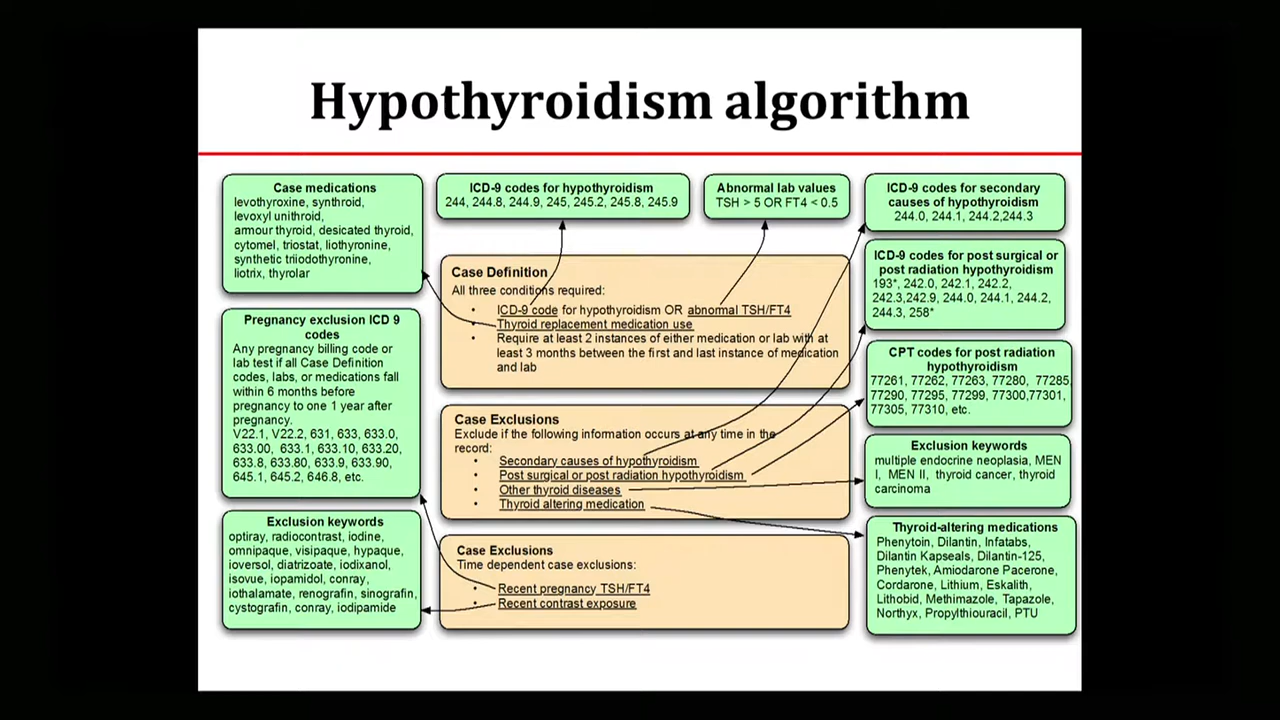 Hypothyroidism algorithm
Case medications
levothyroxine, synthroid,
levoxyl unithroid,
armour thyroid, desicated thyroid,
cytomel, triostat, liothyronine,
synthetic triiodothyronine,
liotrix, thyrolar
Pregnancy exclusion ICD 9
codes
Any pregnancy billing code or
lab test if all Case Definition
codes, labs, or medications fall
within 6 months before
pregnancy to one 1 year after
pregnancy.
V22.1, V22.2, 631, 633, 633.0,
633.00, 633.1, 633.10, 633.20,
633.8, 633.80, 633.9, 633.90,
645.1, 645.2, 646.8, etc.
Exclusion keywords
optiray, radiocontrast, iodine,
omnipaque, visipaque, hypaque,
ioversol, diatrizoate, iodixanol,
isovue, iopamidol, conray,
iothalamate, renografin, sinografin,
cystografin, conray, iodipamide
ICD-9 codes for hypothyroidism
244, 244.8, 244.9, 245, 245.2, 245.8, 245.9
Abnormal lab values
TSH > 5 OR FT4 < 0.5
Case Definition
All three conditions required:
• ICD-9 code for hypothyroidism OR abnormal TSH/FT4
• Thyroid replacement medication use
• Require at least 2 instances of either medication or lab with at
least 3 months between the first and last instance of medication
and lab
Case Exclusions
Exclude if the following information occurs at any time in the
record:
• Secondary causes of hypothyroidism
• Post surgical or post radiation hypothyroidism
• Other thyroid diseases
• Thyroid altering medication
Case Exclusions
Time dependent case exclusions:
• Recent pregnancy TSH/FT4
• Recent contrast exposure
ICD-9 codes for secondary
causes of hypothyroidism
244.0, 244.1, 244.2,244.3
ICD-9 codes for post surgical or
post radiation hypothyroidism
193*, 242.0, 242.1, 242.2,
242.3,242.9, 244.0, 244.1, 244.2,
244.3, 258*
CPT codes for post radiation
hypothyroidism
77261, 77262, 77263, 77280, 77285,
77290, 77295, 77299, 77300,77301,
77305, 77310, etc.
Exclusion keywords
multiple endocrine neoplasia, MEN
I, MEN II, thyroid cancer, thyroid
carcinoma
Thyroid-altering medications
Phenytoin, Dilantin, Infatabs,
Dilantin Kapseals, Dilantin-125,
Phenytek, Amiodarone Pacerone,
Cordarone, Lithium, Eskalith,
Lithobid, Methimazole, Tapazole,
Northyx, Propylthiouracil, PTU